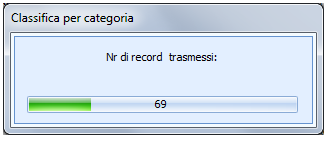 Classifica per categoria
Nr di record trasmessi:
69